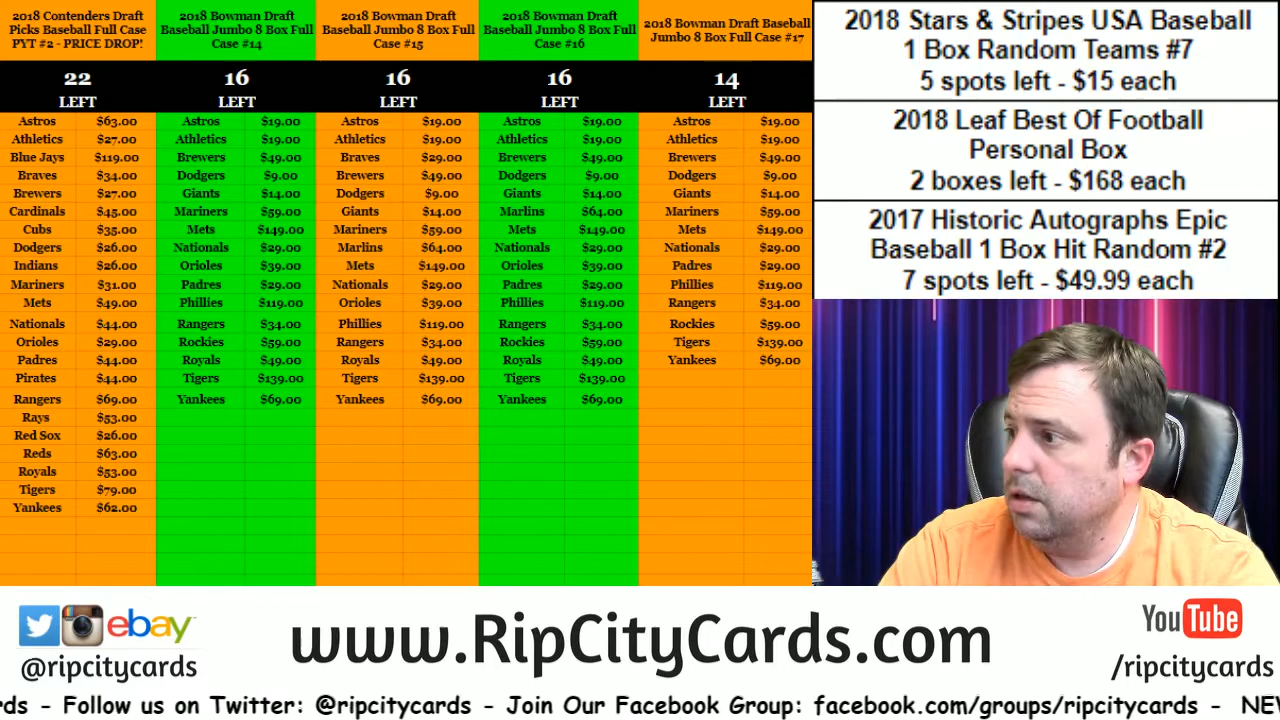 2018 Contenders Draft
Picks Baseball Full Case
PYT #2 - PRICE DROP!
22
LEFT
Astros $63.00
Athletics $27.00
Blue Jays $119.00
Braves $34.00
Brewers $27.00
Cardinals $45.00
Cubs $35.00
Dodgers $26.00
Indians $26.00
Mariners $31.00
Mets $49.00
Nationals $44.00
Orioles $29.00
Padres $44.00
Pirates $44.00
Rangers $69.00
Rays $53.00
Red Sox $26.00
Reds $63.00
Royals $53.00
Tigers $79.00
Yankees $62.00
2018 Bowman Draft
Baseball Jumbo 8 Box Full
Case #14
16
LEFT
Astros $19.00
Athletics $19.00
Brewers $49.00
Dodgers $9.00
Giants $14.00
Mariners $59.00
Mets $149.00
Nationals $29.00
Orioles $39.00
Padres $29.00
Phillies $119.00
Rangers $34.00
Rockies $59.00
Royals $49.00
Tigers $139.00
Yankees $69.00
2018 Bowman Draft
Baseball Jumbo 8 Box Full
Case #15
16
LEFT
Astros $19.00
Athletics $19.00
Braves $29.00
Brewers $49.00
Dodgers $9.00
Giants $14.00
Mariners $59.00
Marlins $64.00
Mets $149.00
Nationals $29.00
Orioles $39.00
Phillies $119.00
Rangers $34.00
Royals $49.00
Tigers $139.00
Yankees $69.00
2018 Bowman Draft
Baseball Jumbo 8 Box Full
Case #16
16
LEFT
Astros $19.00
Athletics $19.00
Brewers $49.00
Dodgers $9.00
Giants $14.00
Marlins $64.00
Mets $149.00
Nationals $29.00
Orioles $39.00
Padres $29.00
Phillies $119.00
Rangers $34.00
Rockies $59.00
Royals $49.00
Tigers $139.00
Yankees $69.00
2018 Bowman Draft Baseball
Jumbo 8 Box Full Case #17
14
LEFT
Astros $19.00
Athletics $19.00
Brewers $49.00
Dodgers $9.00
Giants $14.00
Mariners $59.00
Mets $149.00
Nationals $29.00
Padres $29.00
Phillies $119.00
Rangers $34.00
Rockies $59.00
Tigers $139.00
Yankees $69.00
2018 Stars & Stripes USA Baseball
1 Box Random Teams #7
5 spots left - $15 each
2018 Leaf Best Of Football
Personal Box
2 boxes left - $168 each
2017 Historic Autographs Epic
Baseball 1 Box Hit Random #2
7 spots left - $49.99 each
ebay
@ripcitycards
www.RipCityCards.com
YouTube
/ripcitycards
rds - Follow us on Twitter: @ripcitycards - Join Our Facebook Group: facebook.com/groups/ripcitycards - NE